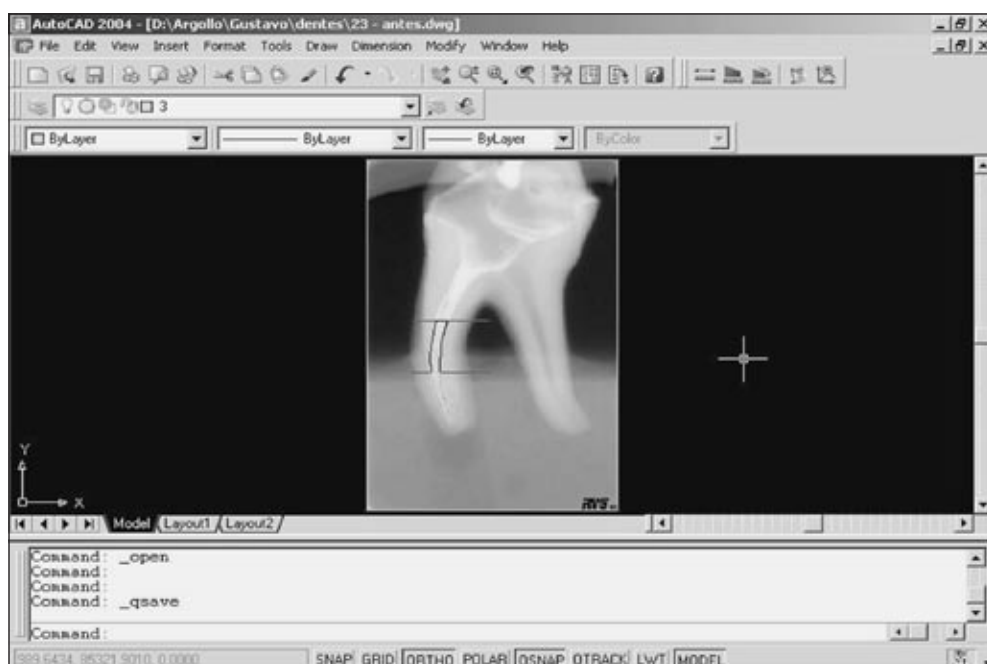 AutoCAD 2004 - [D:\Argollo\Gustavo\dentes\23 - antes.dwg]
File Edit View Insert Format Tools Draw Dimension Modify Window Help
3
ByLayer ByLayer ByLayer ByColor
Y
X
Model Layout1 Layout2
Command: _open
Command:
Command:
Command: _qsave
Command:
SNAP GRID ORTHO POLAR OSNAP OTRACK LWT MODEL